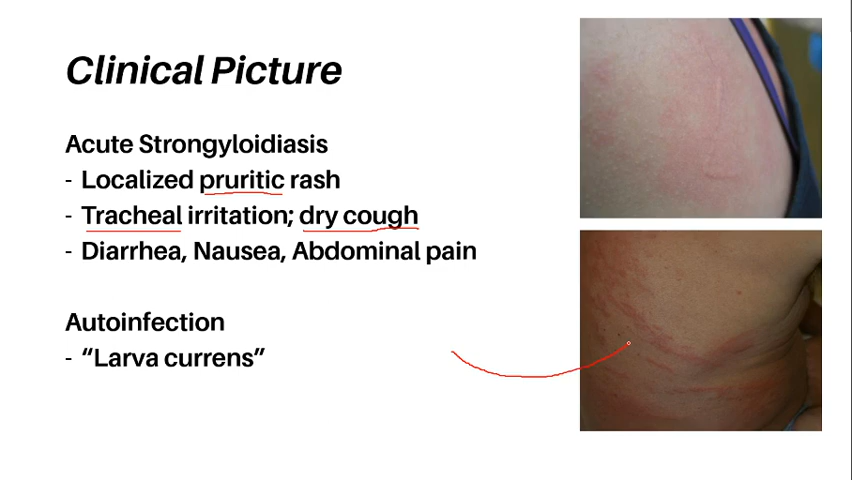 Clinical Picture
Acute Strongyloidiasis
- Localized pruritic rash
- Tracheal irritation; dry cough
- Diarrhea, Nausea, Abdominal pain
Autoinfection
- “Larva currens”